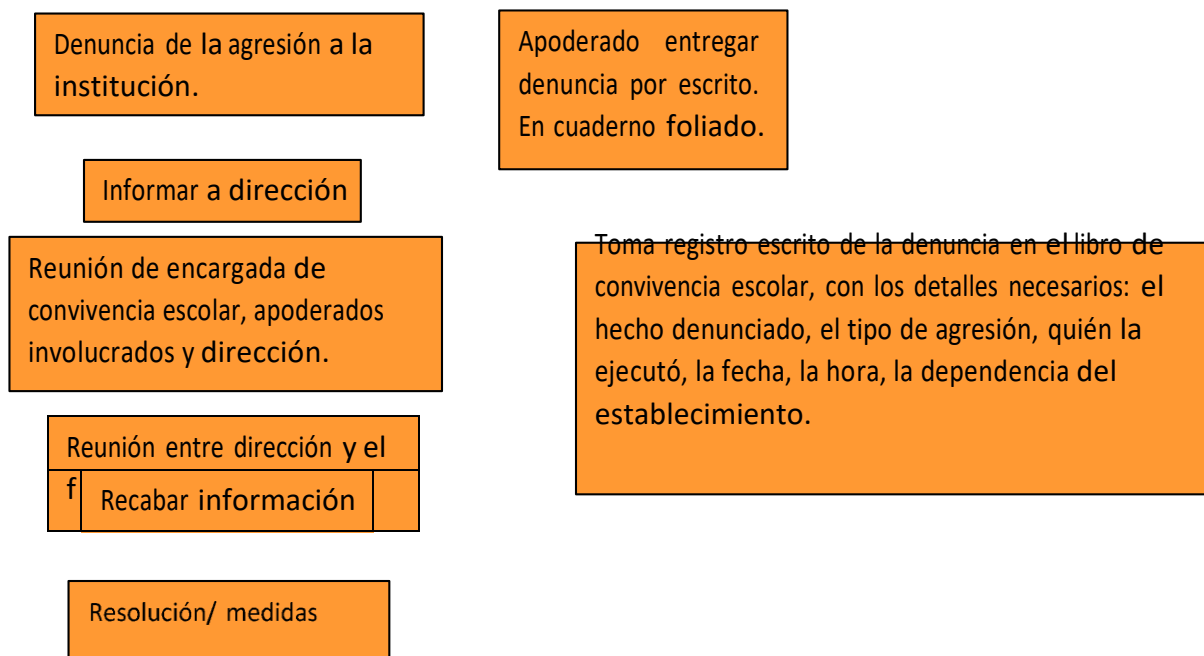 Denuncia de la agresión a la
institución.
Apoderado entregar
denuncia por escrito.
En cuaderno foliado.
Informar a dirección
Reunión de encargada de
convivencia escolar, apoderados
involucrados y dirección.
Toma registro escrito de la denuncia en el libro de
convivencia escolar, con los detalles necesarios: el
hecho denunciado, el tipo de agresión, quién la
ejecutó, la fecha, la hora, la dependencia del
establecimiento.
Reunión entre dirección y el
f
Recabar información
Resolución/ medidas